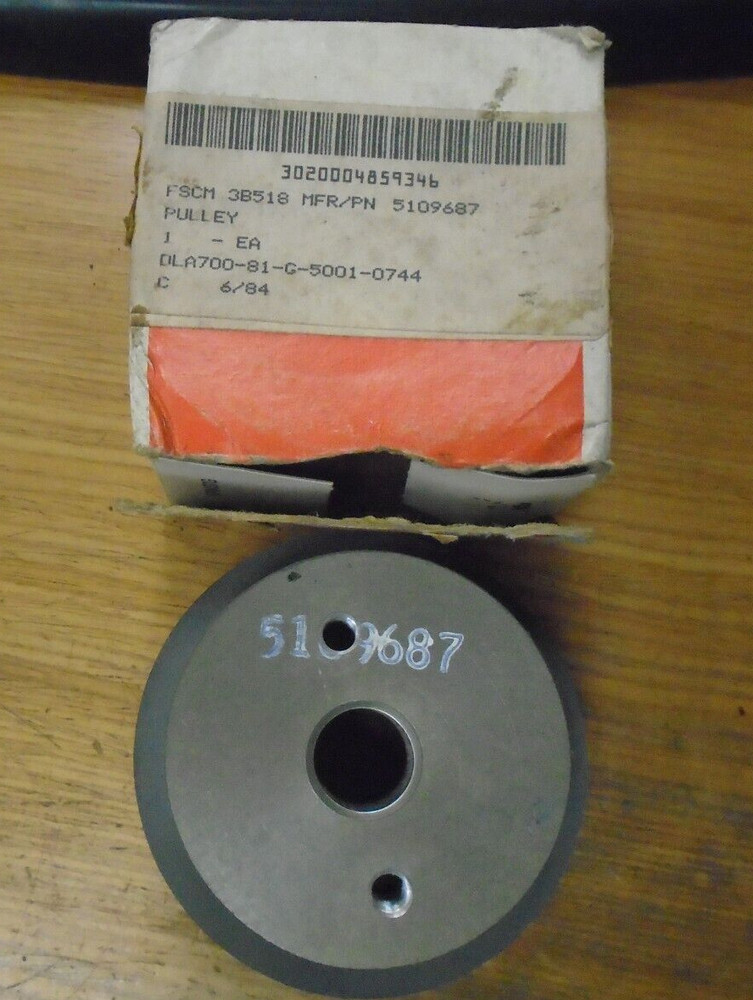 3020004859346
FSCM 3B518 MFR/PN 5109687
PULLEY
1 - EA
DLA700-81-G-5001-0744
C 6/84
5109687